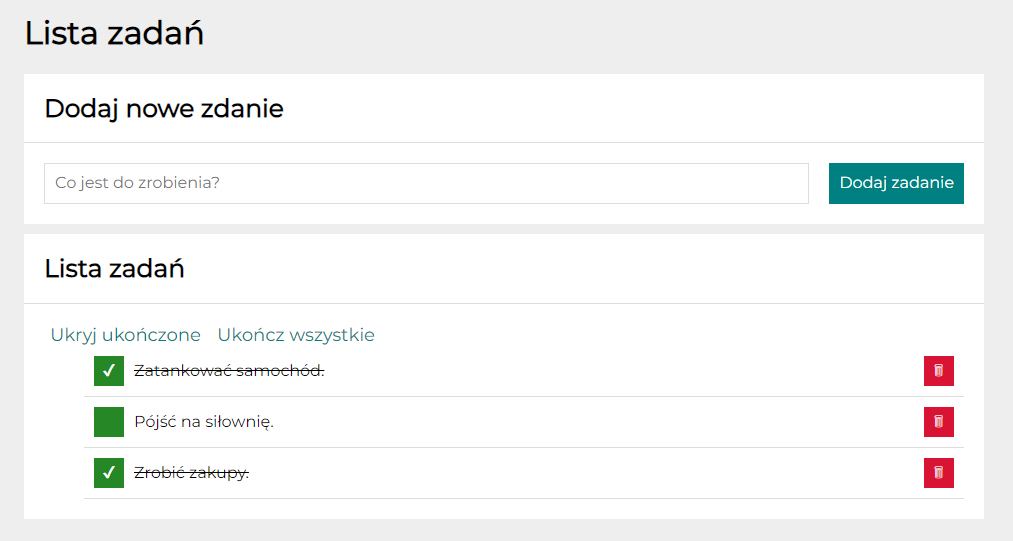 Lista zadań
Dodaj nowe zdanie
Co jest do zrobienia?
Dodaj zadanie
Lista zadań
Ukryj ukończone Ukończ wszystkie
Zatankować samochód.
Pójść na siłownię.
Zrobić zakupy.